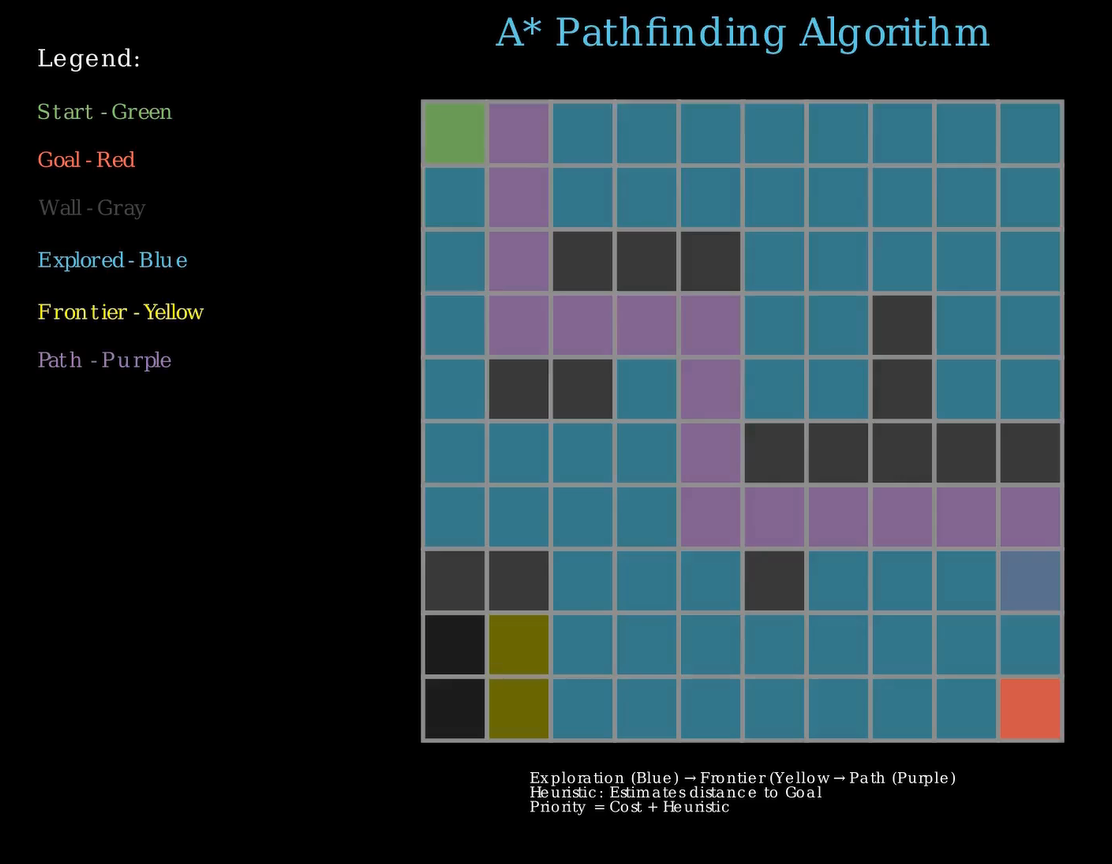 A* Pathfinding Algorithm
Legend:
Start - Green
Goal - Red
Wall - Gray
Explored - Blue
Frontier - Yellow
Path - Purple
Exploration (Blue) → Frontier (Yellow → Path (Purple)
Heuristic: Estimates distance to Goal
Priority = Cost + Heuristic